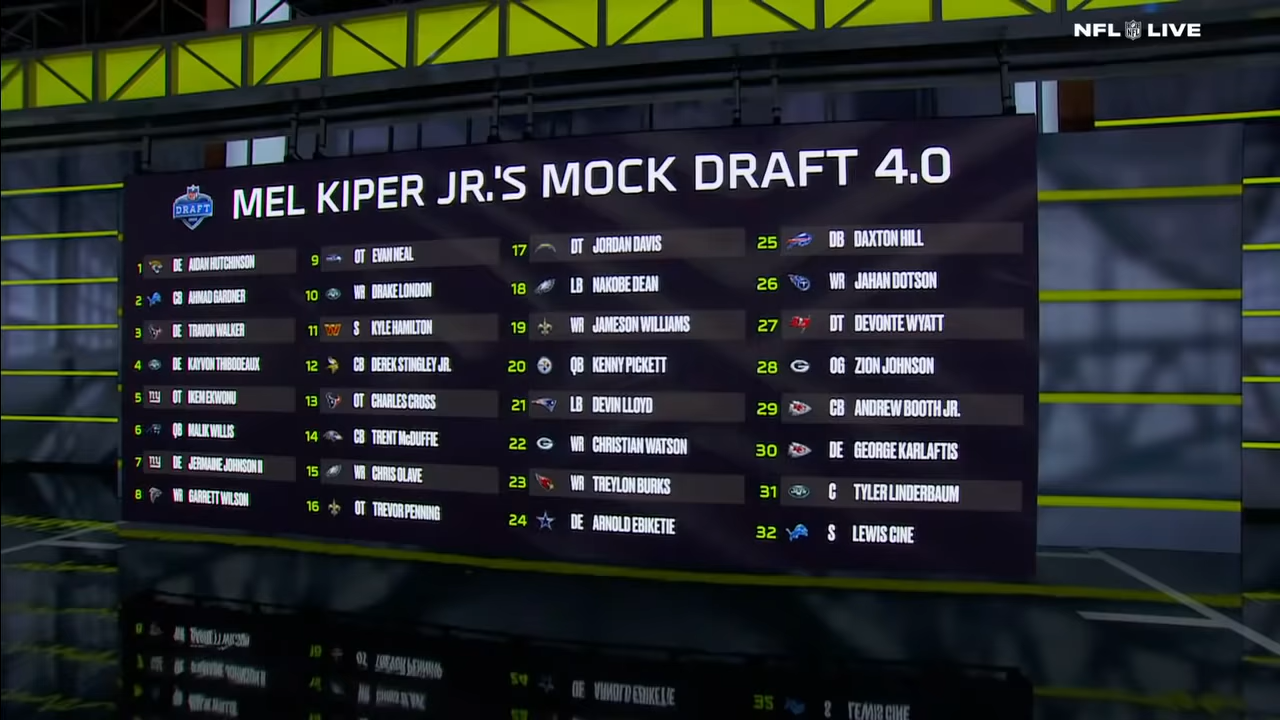 NFL LIVE
DRAFT
MEL KIPER JR.'S MOCK DRAFT 4.0
1 DE AIDAN HUTCHINSON
2 CB AHMAD GARDNER
3 DE TRAVON WALKER
4 DE KAYVON THIBODEAUX
5 OT IKEM EKWONU
6 QB MALIK WILLIS
7 DE JERMAINE JOHNSON II
8 WR GARRETT WILSON
9 OT EVAN NEAL
10 WR DRAKE LONDON
11 S KYLE HAMILTON
12 CB DEREK STINGLEY JR.
13 OT CHARLES CROSS
14 CB TRENT McDUFFIE
15 WR CHRIS OLAVE
16 OT TREVOR PENNING
17 DT JORDAN DAVIS
18 LB NAKOBE DEAN
19 WR JAMESON WILLIAMS
20 QB KENNY PICKETT
21 LB DEVIN LLOYD
22 WR CHRISTIAN WATSON
23 WR TREYLON BURKS
24 DE ARNOLD EBIKETIE
25 DB DAXTON HILL
26 WR JAHAN DOTSON
27 DT DEVONTE WYATT
28 OG ZION JOHNSON
29 CB ANDREW BOOTH JR.
30 DE GEORGE KARLAFTIS
31 C TYLER LINDERBAUM
32 S LEWIS CINE